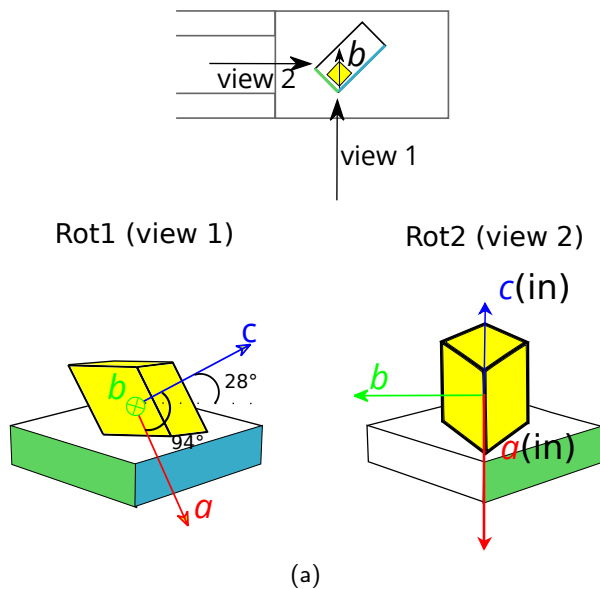 b
view 2
view 1
Rot1 (view 1)
Rot2 (view 2)
c(in)
c
28°
b
b
94°
a(in)
a
(a)